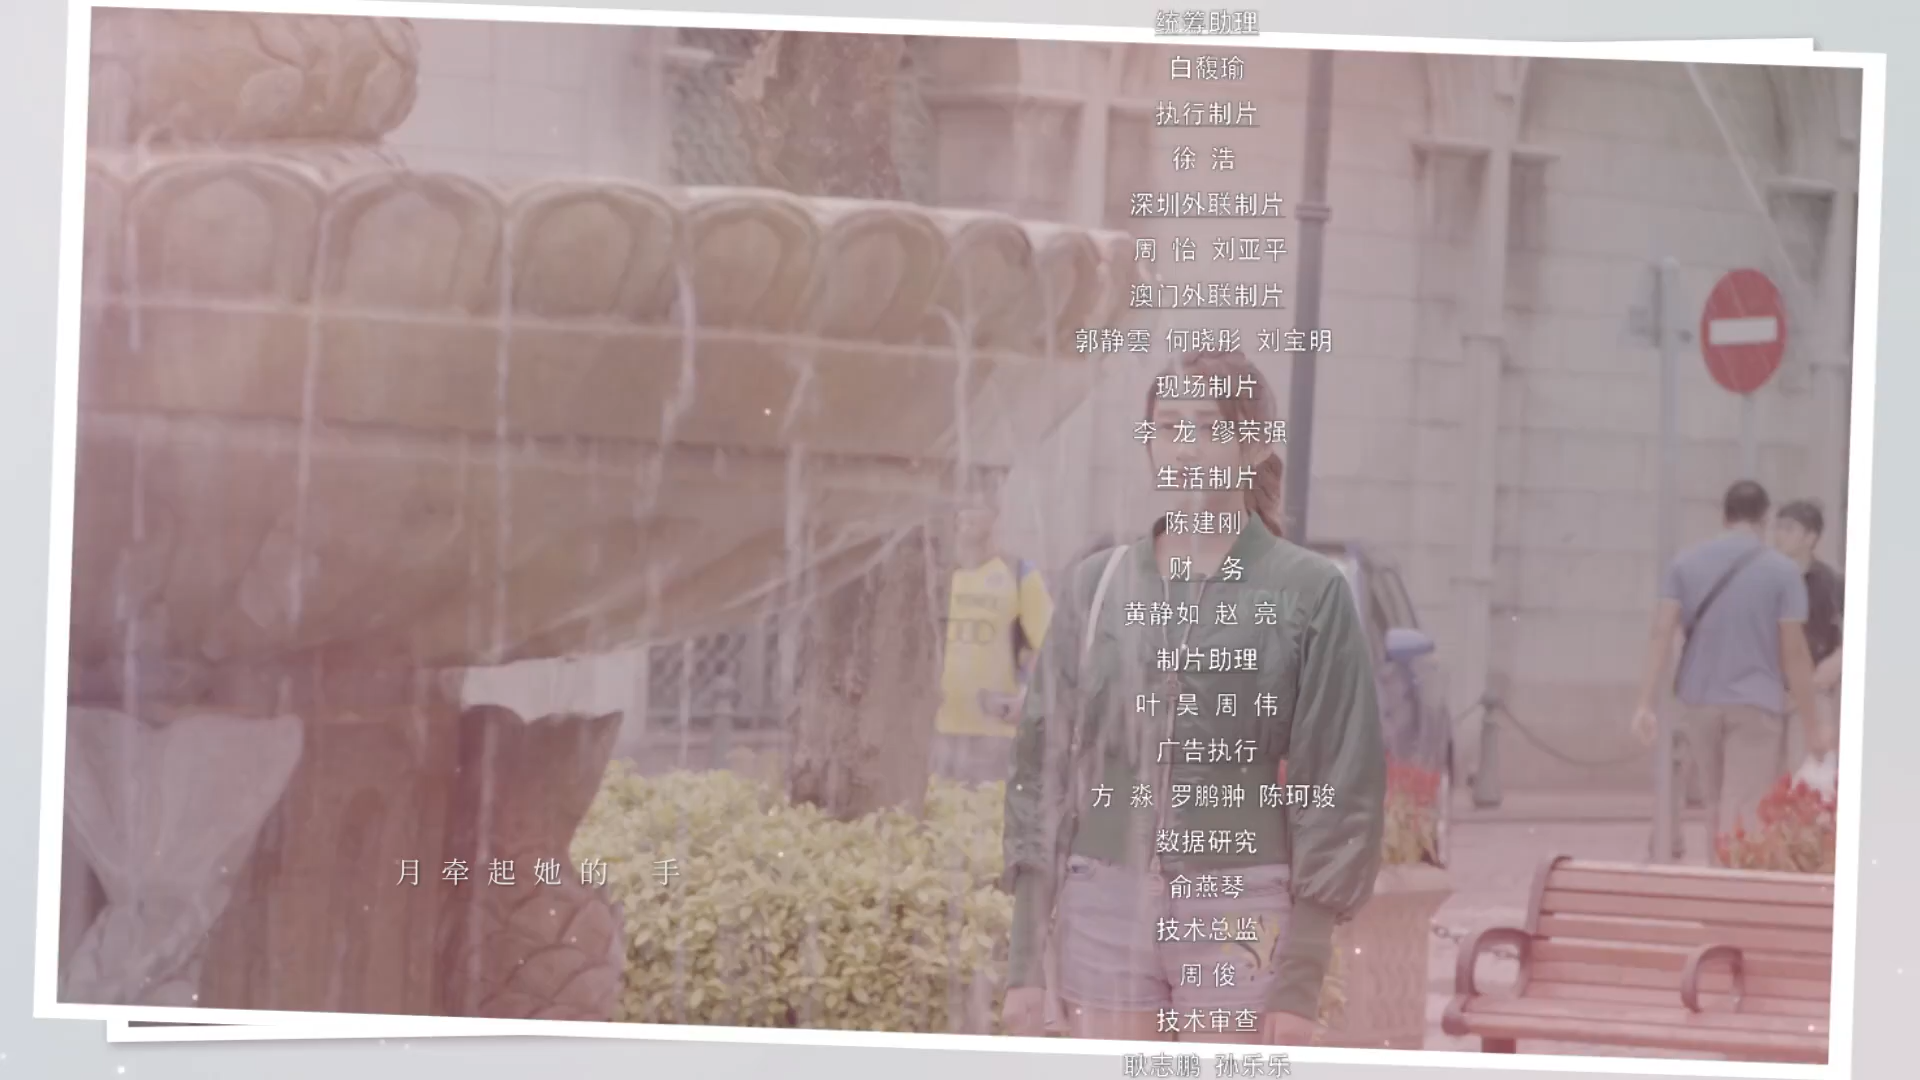 统筹助理
白馥瑜
执行制片
徐 浩
深圳外联制片
周 怡 刘亚平
澳门外联制片
郭静雲 何晓彤 刘宝明
现场制片
李 龙 缪荣强
生活制片
陈建刚
财 务
黄静如 赵 亮
制片助理
叶 昊 周 伟
广告执行
方 淼 罗鹏翀 陈珂骏
数据研究
俞燕琴
技术总监
周 俊
技术审查
耿志鹏 孙乐乐
月牵起她的 手